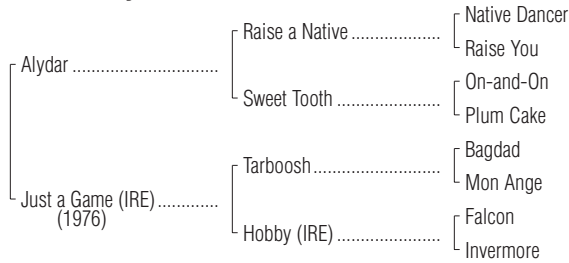 Native Dancer
Raise a Native ....................
Raise You
Alydar ..............................
On-and-On
Sweet Tooth .......................
Plum Cake
Bagdad
Tarboosh ...........................
Mon Ange
Just a Game (IRE) .............
(1976)
Falcon
Hobby (IRE) .......................
Invermore